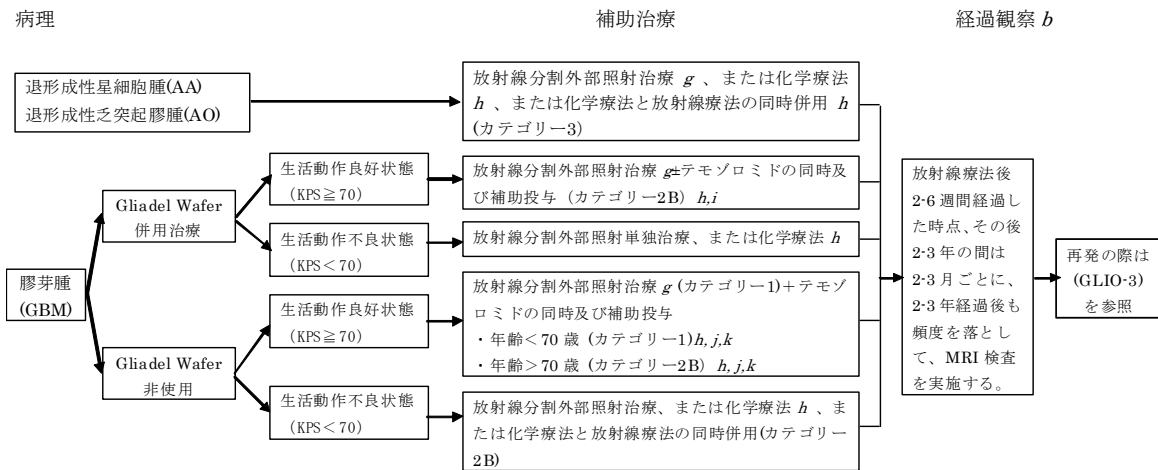 病理
補助治療
経過観察 b
退形成性星細胞腫(AA)
退形成性乏突起膠腫(AO)
放射線分割外部照射治療 g 、または化学療法
h 、または化学療法と放射線療法の同時併用 h
(カテゴリー3)
膠芽腫
(GBM)
Gliadel Wafer
併用治療
生活動作良好状態
(KPS≧70)
放射線分割外部照射治療 g±テモゾロミドの同時及
び補助投与 (カテゴリー2B) h,i
生活動作不良状態
(KPS<70)
放射線分割外部照射単独治療、または化学療法 h
Gliadel Wafer
非使用
生活動作良好状態
(KPS≧70)
放射線分割外部照射治療 g (カテゴリー1)+テモゾ
ロミドの同時及び補助投与
・年齢<70 歳 (カテゴリー1)h,j,k
・年齢>70 歳 (カテゴリー2B) h,j,k
生活動作不良状態
(KPS<70)
放射線分割外部照射治療、または化学療法 h 、ま
たは化学療法と放射線療法の同時併用(カテゴリー
2B)
放射線療法後
2-6 週間経過し
た時点、その後
2-3 年の間は
2-3 月ごとに、
2-3 年経過後も
頻度を落とし
て、MRI 検査
を実施する。
再発の際は
(GLIO-3)
を参照